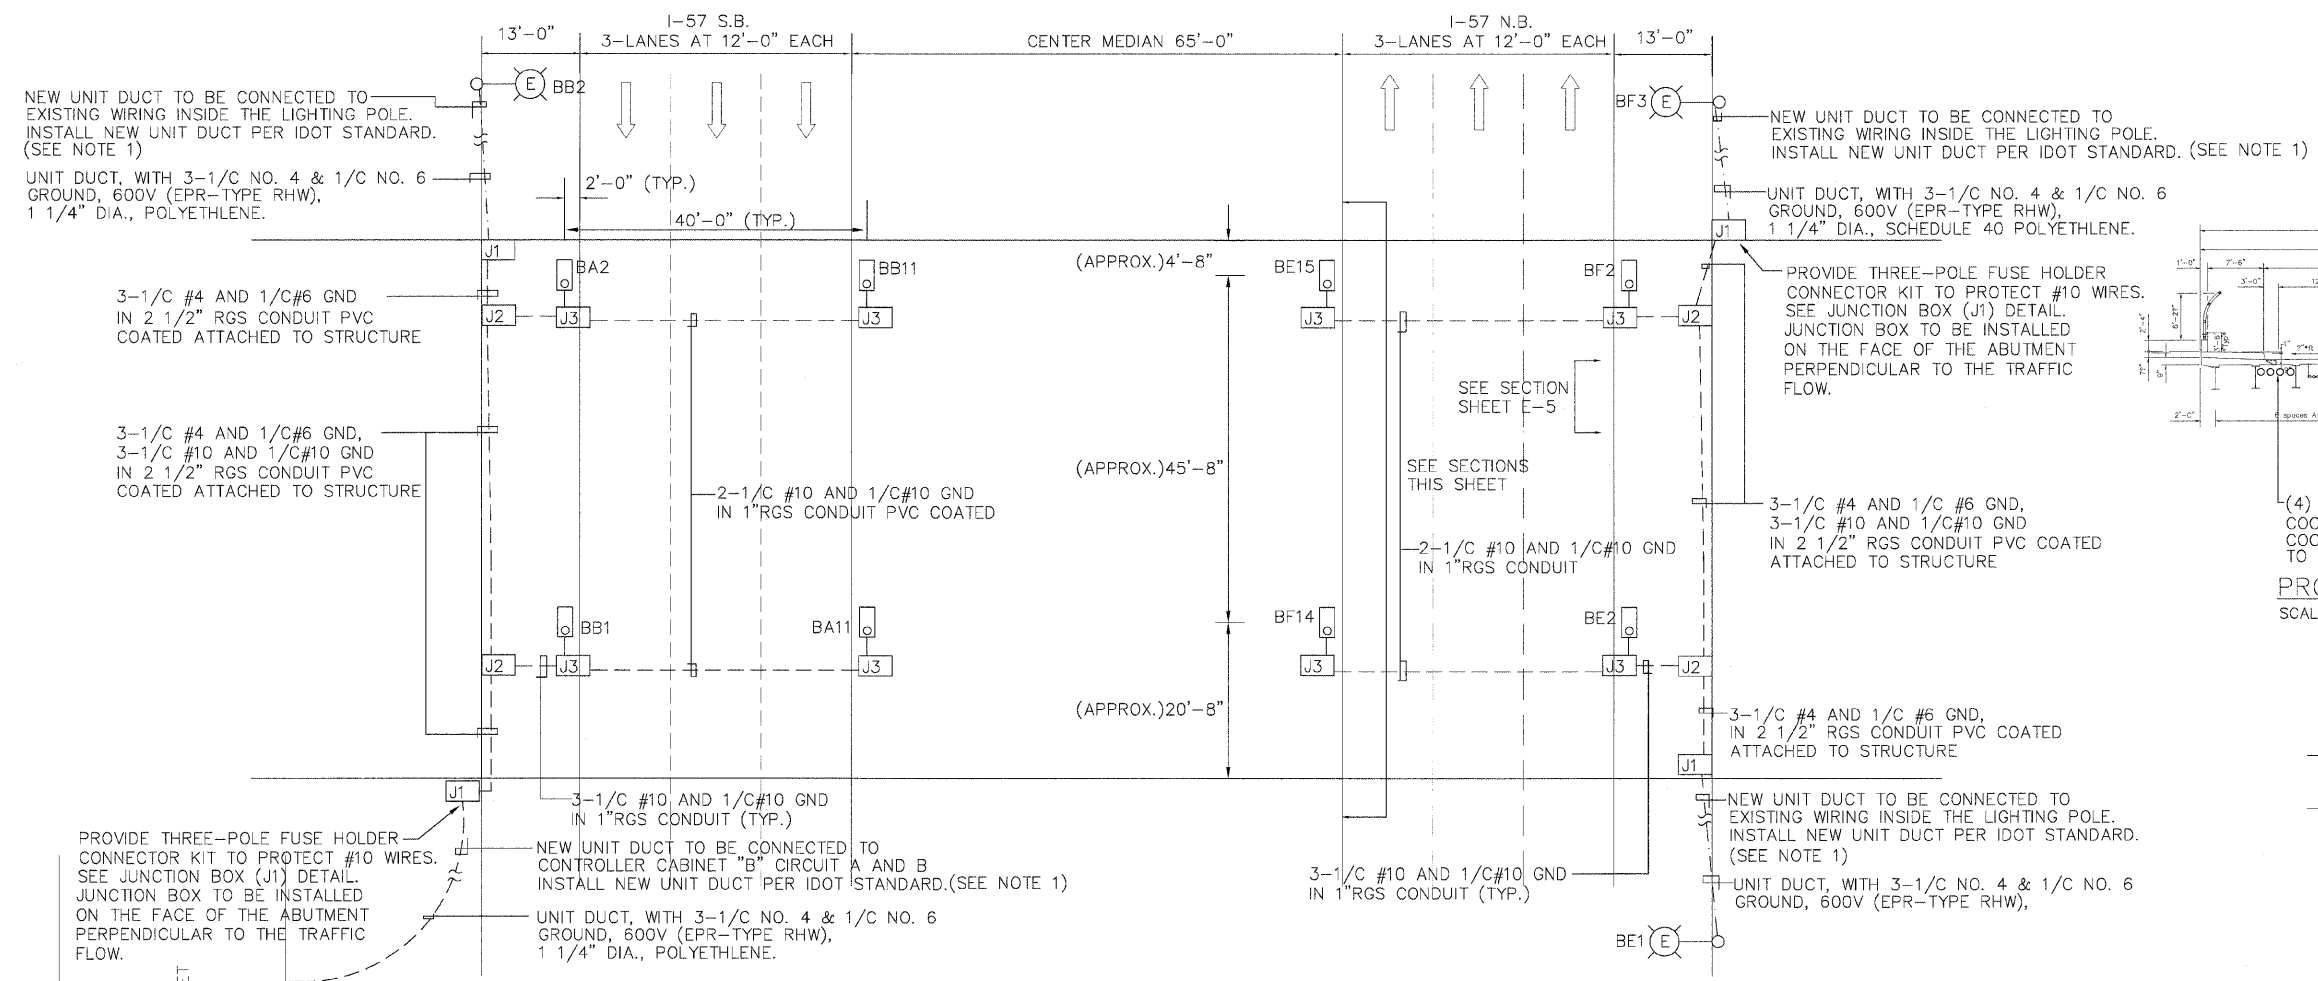 13'-0"
I-57 S.B.
3-LANES AT 12'-0" EACH
CENTER MEDIAN 65'-0"
I-57 N.B.
3-LANES AT 12'-0" EACH
13'-0"
E
BB2
BF3
E
NEW UNIT DUCT TO BE CONNECTED TO
EXISTING WIRING INSIDE THE LIGHTING POLE.
INSTALL NEW UNIT DUCT PER IDOT STANDARD.
(SEE NOTE 1)
UNIT DUCT, WITH 3-1/C NO. 4 & 1/C NO. 6
GROUND, 600V (EPR-TYPE RHW),
1 1/4" DIA., POLYETHLENE.
2'-0" (TYP.)
40'-0" (TYP.)
NEW UNIT DUCT TO BE CONNECTED TO
EXISTING WIRING INSIDE THE LIGHTING POLE.
INSTALL NEW UNIT DUCT PER IDOT STANDARD. (SEE NOTE 1)
UNIT DUCT, WITH 3-1/C NO. 4 & 1/C NO. 6
GROUND, 600V (EPR-TYPE RHW),
1 1/4" DIA., SCHEDULE 40 POLYETHLENE.
J1
J1
BA2
BB11
(APPROX.)4'-8"
BE15
BF2
PROVIDE THREE-POLE FUSE HOLDER
CONNECTOR KIT TO PROTECT #10 WIRES.
SEE JUNCTION BOX (J1) DETAIL.
JUNCTION BOX TO BE INSTALLED
ON THE FACE OF THE ABUTMENT
PERPENDICULAR TO THE TRAFFIC
FLOW.
3-1/C #4 AND 1/C#6 GND
IN 2 1/2" RGS CONDUIT PVC
COATED ATTACHED TO STRUCTURE
J2
J3
J3
J3
J3
J2
1'-0"
7'-6"
3'-0"
2'-4"
2'-0"
SEE SECTION
SHEET E-5
3-1/C #4 AND 1/C#6 GND,
3-1/C #10 AND 1/C#10 GND
IN 2 1/2" RGS CONDUIT PVC
COATED ATTACHED TO STRUCTURE
(APPROX.)45'-8"
SEE SECTIONS
THIS SHEET
2-1/C #10 AND 1/C#10 GND
IN 1"RGS CONDUIT PVC COATED
2-1/C #10 AND 1/C#10 GND
IN 1"RGS CONDUIT
3-1/C #4 AND 1/C #6 GND,
3-1/C #10 AND 1/C#10 GND
IN 2 1/2" RGS CONDUIT PVC COATED
ATTACHED TO STRUCTURE
(4)
COO
COO
TO
PRO
SCAL
BB1
BA11
BF14
BE2
J2
J3
J3
J3
J3
J2
(APPROX.)20'-8"
3-1/C #4 AND 1/C #6 GND,
IN 2 1/2" RGS CONDUIT PVC COATED
ATTACHED TO STRUCTURE
J1
J1
3-1/C #10 AND 1/C#10 GND
IN 1"RGS CONDUIT (TYP.)
PROVIDE THREE-POLE FUSE HOLDER
CONNECTOR KIT TO PROTECT #10 WIRES.
SEE JUNCTION BOX (J1) DETAIL.
JUNCTION BOX TO BE INSTALLED
ON THE FACE OF THE ABUTMENT
PERPENDICULAR TO THE TRAFFIC
FLOW.
NEW UNIT DUCT TO BE CONNECTED TO
CONTROLLER CABINET "B" CIRCUIT A AND B
INSTALL NEW UNIT DUCT PER IDOT STANDARD.(SEE NOTE 1)
UNIT DUCT, WITH 3-1/C NO. 4 & 1/C NO. 6
GROUND, 600V (EPR-TYPE RHW),
1 1/4" DIA., POLYETHLENE.
3-1/C #10 AND 1/C#10 GND
IN 1"RGS CONDUIT (TYP.)
NEW UNIT DUCT TO BE CONNECTED TO
EXISTING WIRING INSIDE THE LIGHTING POLE.
INSTALL NEW UNIT DUCT PER IDOT STANDARD.
(SEE NOTE 1)
UNIT DUCT, WITH 3-1/C NO. 4 & 1/C NO. 6
GROUND, 600V (EPR-TYPE RHW),
BE1
E